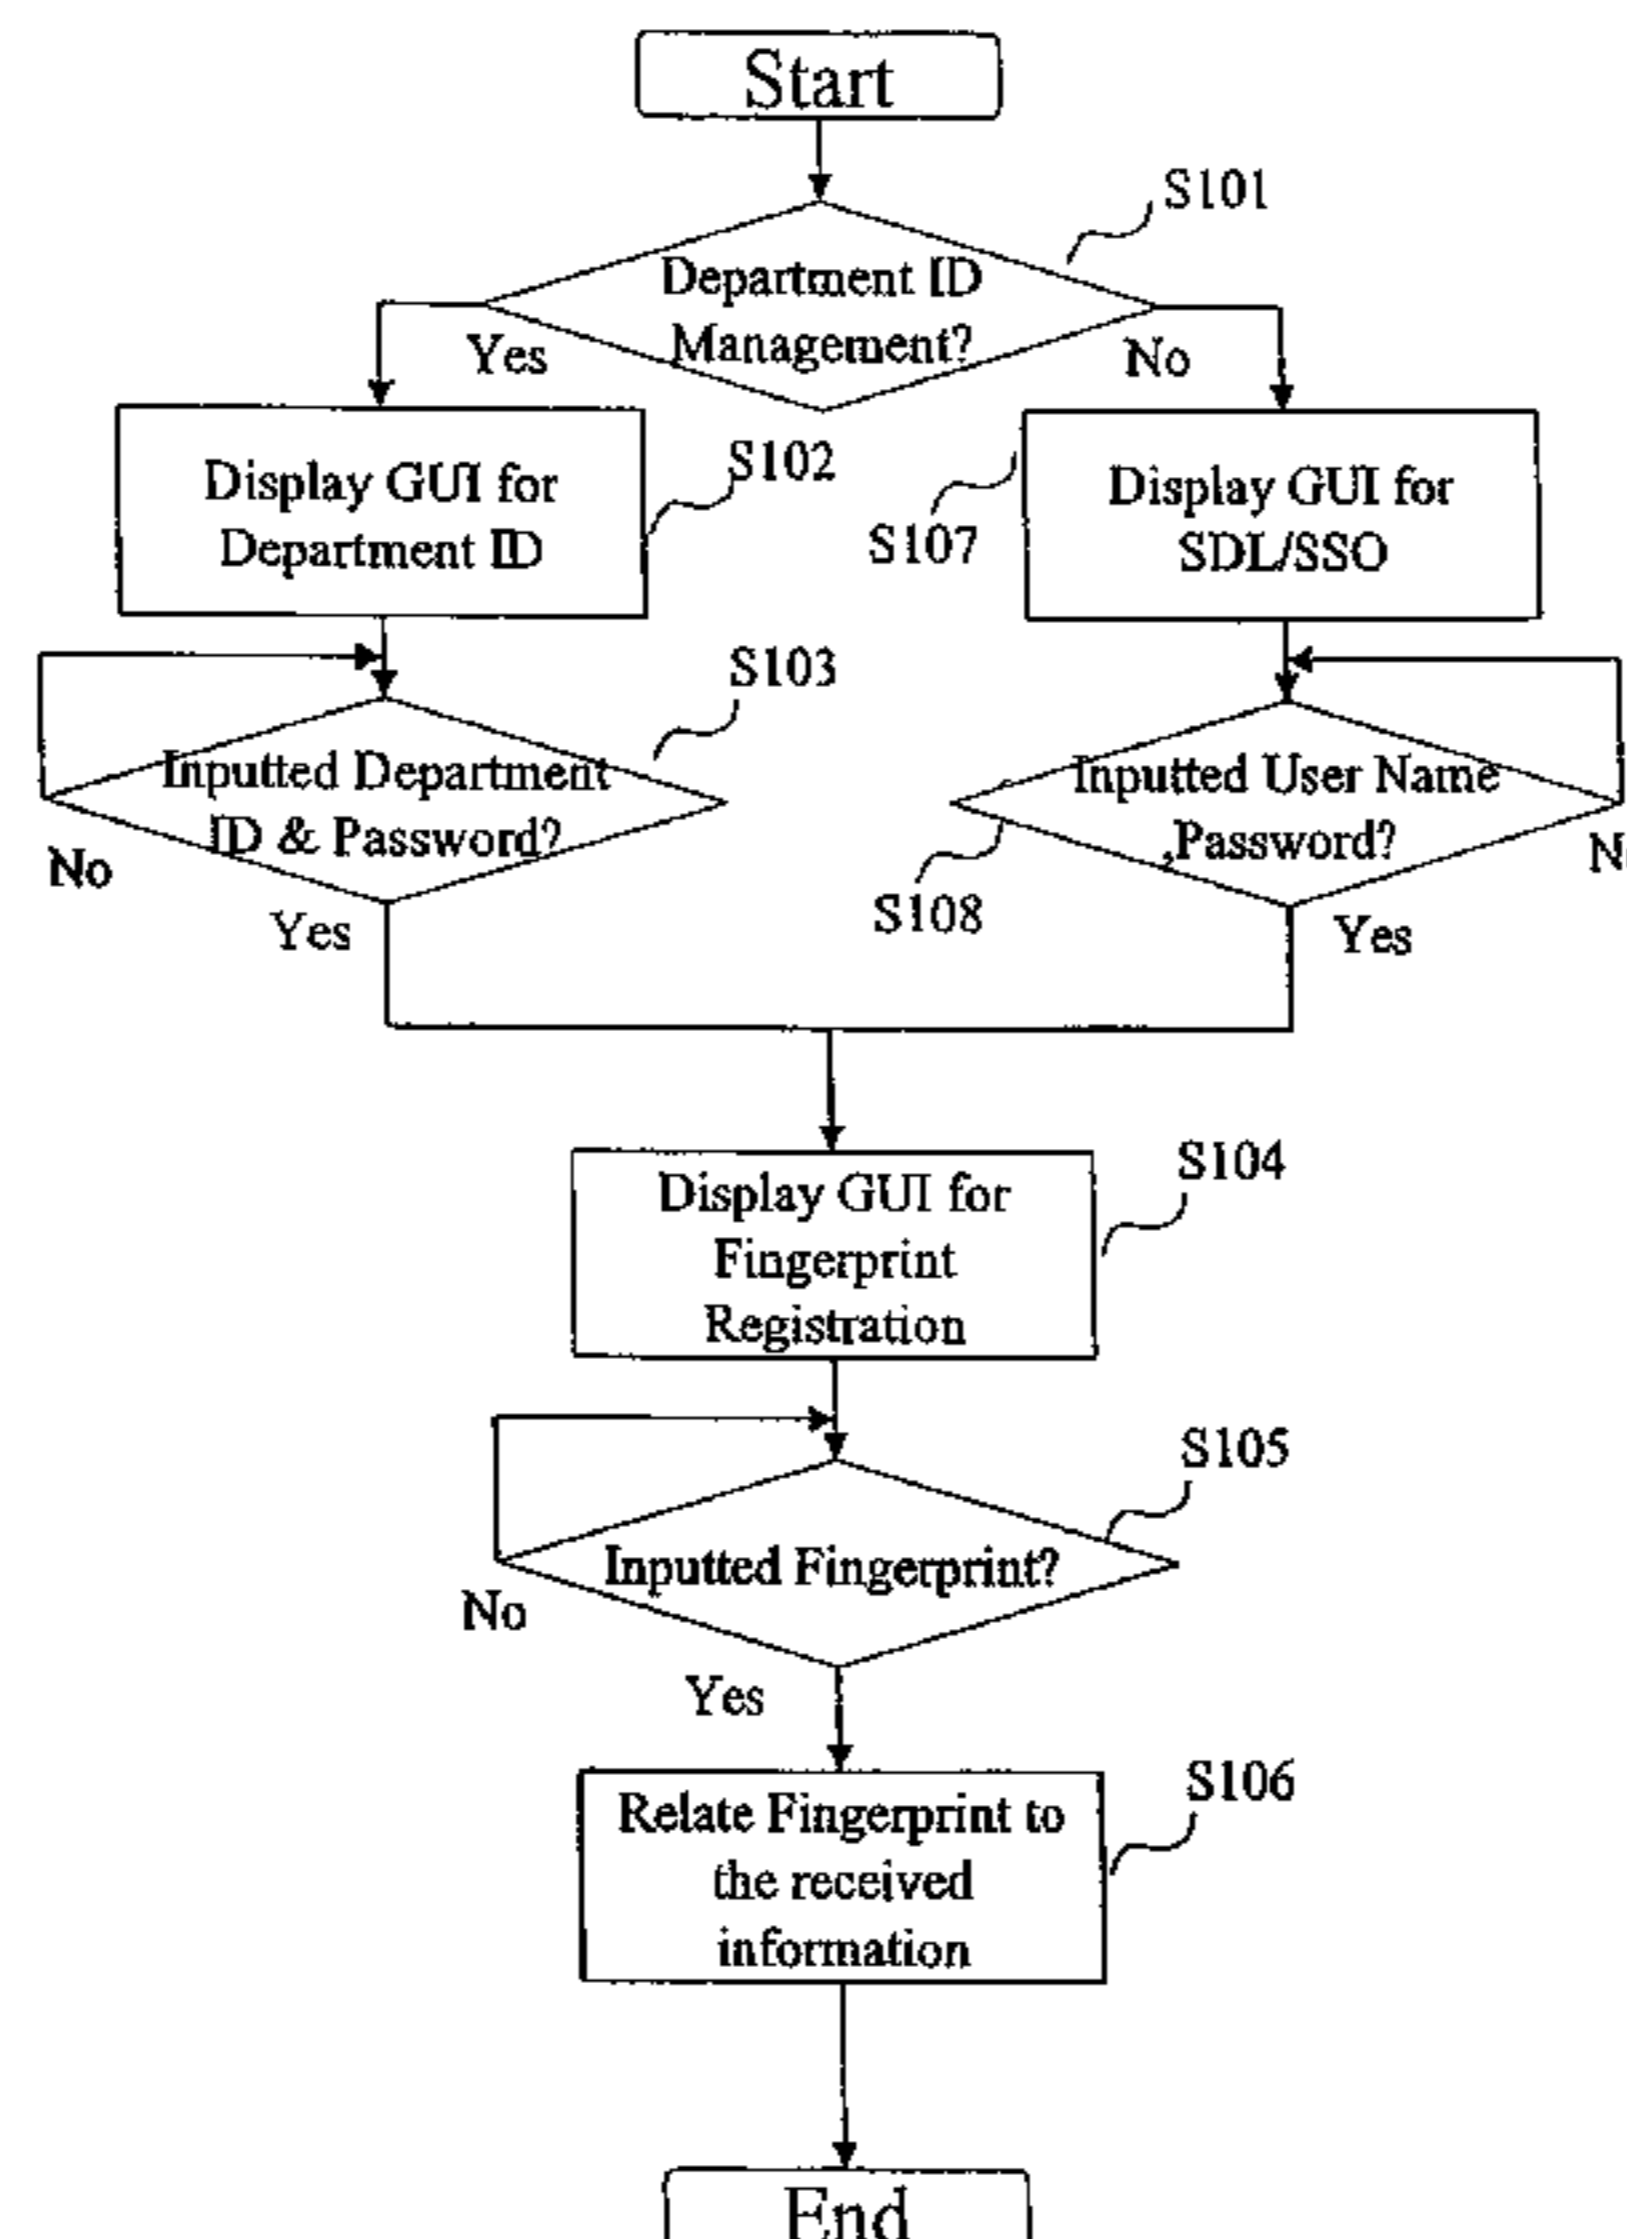 Start
S101
Department ID
Management?
Yes
No
Display GUI for
Department ID
S102
S107
Display GUI for
SDL/SSO
S103
Inputted Department
ID & Password?
No
Yes
Inputted User Name
,Password?
S108
Yes
Display GUI for
Fingerprint
Registration
S104
S105
Inputted Fingerprint?
No
Yes
Relate Fingerprint to
the received
information
S106
End